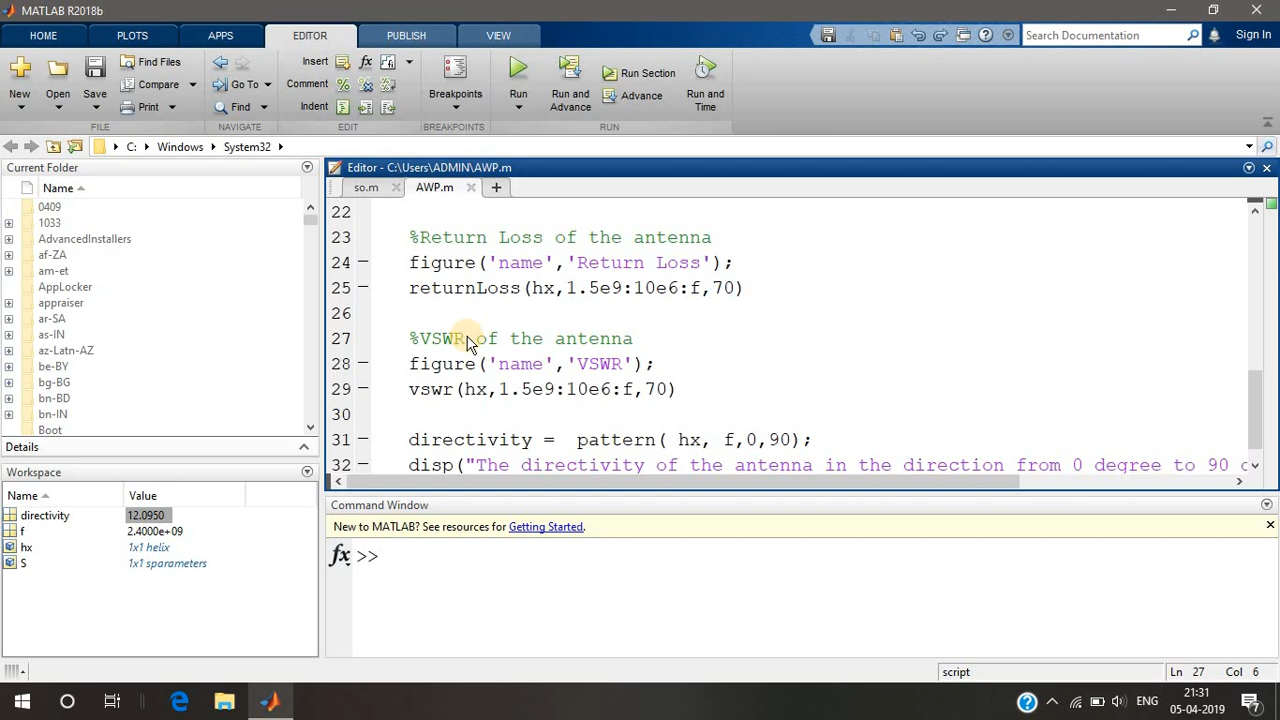 MATLAB R2018b
HOME PLOTS APPS EDITOR PUBLISH VIEW Search Documentation Sign In
New Open Save Find Files Compare Print
Go To Find
Insert Comment Indent
Breakpoints
Run Run and Advance Run Section Advance Run and Time
FILE NAVIGATE EDIT BREAKPOINTS RUN
C: Windows System32
Current Folder
Name
0409
1033
AdvancedInstallers
af-ZA
am-et
AppLocker
appraiser
ar-SA
as-IN
az-Latn-AZ
be-BY
bg-BG
bn-BD
bn-IN
Boot
Details
Workspace
Name Value
directivity 12.0950
f 2.4000e+09
hx 1x1 helix
S 1x1 sparameters
Editor - C:\Users\ADMIN\AWP.m
so.m AWP.m
22
23 %Return Loss of the antenna
24 figure('name','Return Loss');
25 returnLoss(hx,1.5e9:10e6:f,70)
26
27 %VSWR of the antenna
28 figure('name','VSWR');
29 vswr(hx,1.5e9:10e6:f,70)
30
31 directivity =  pattern( hx, f,0,90);
32 disp("The directivity of the antenna in the direction from 0 degree to 90
Command Window
New to MATLAB? See resources for Getting Started.
fx >>
script Ln 27 Col 6
ENG 21:31
05-04-2019 7